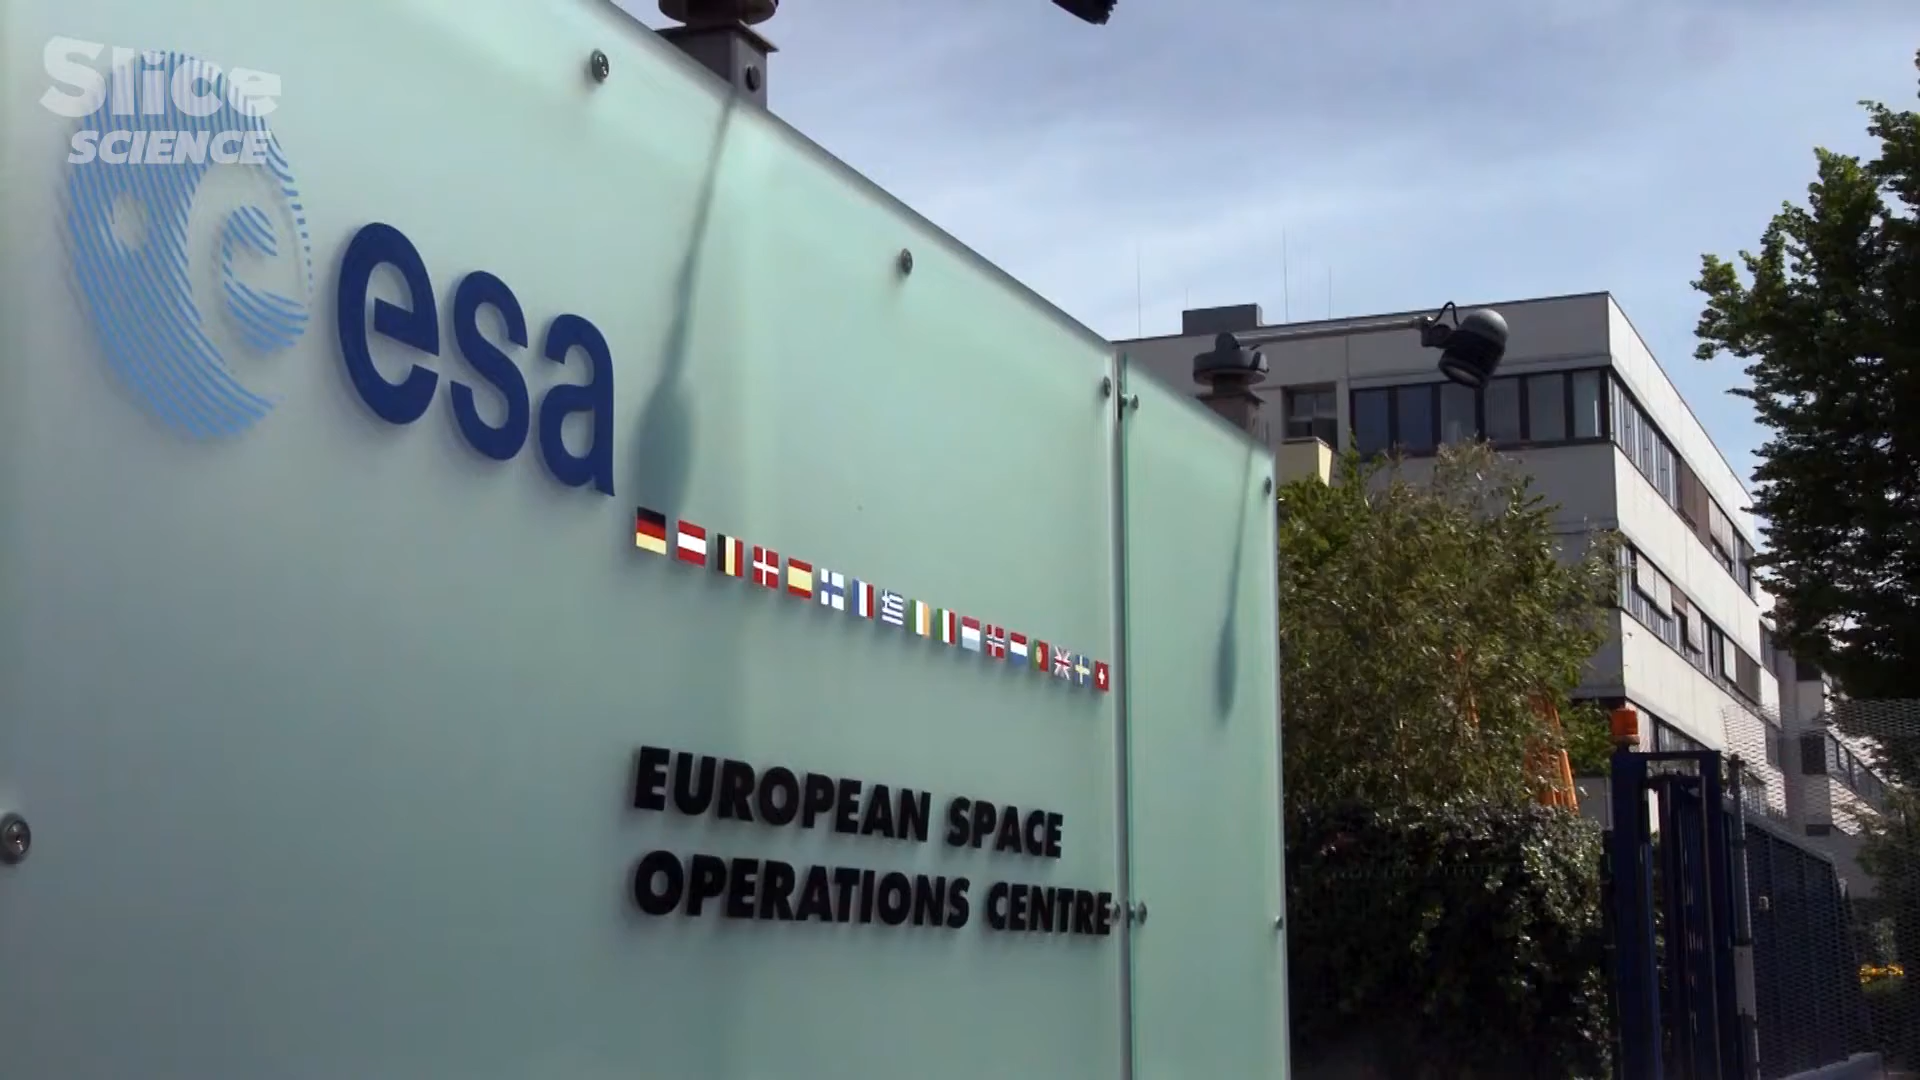 Slice
SCIENCE
esa
EUROPEAN SPACE
OPERATIONS CENTRE